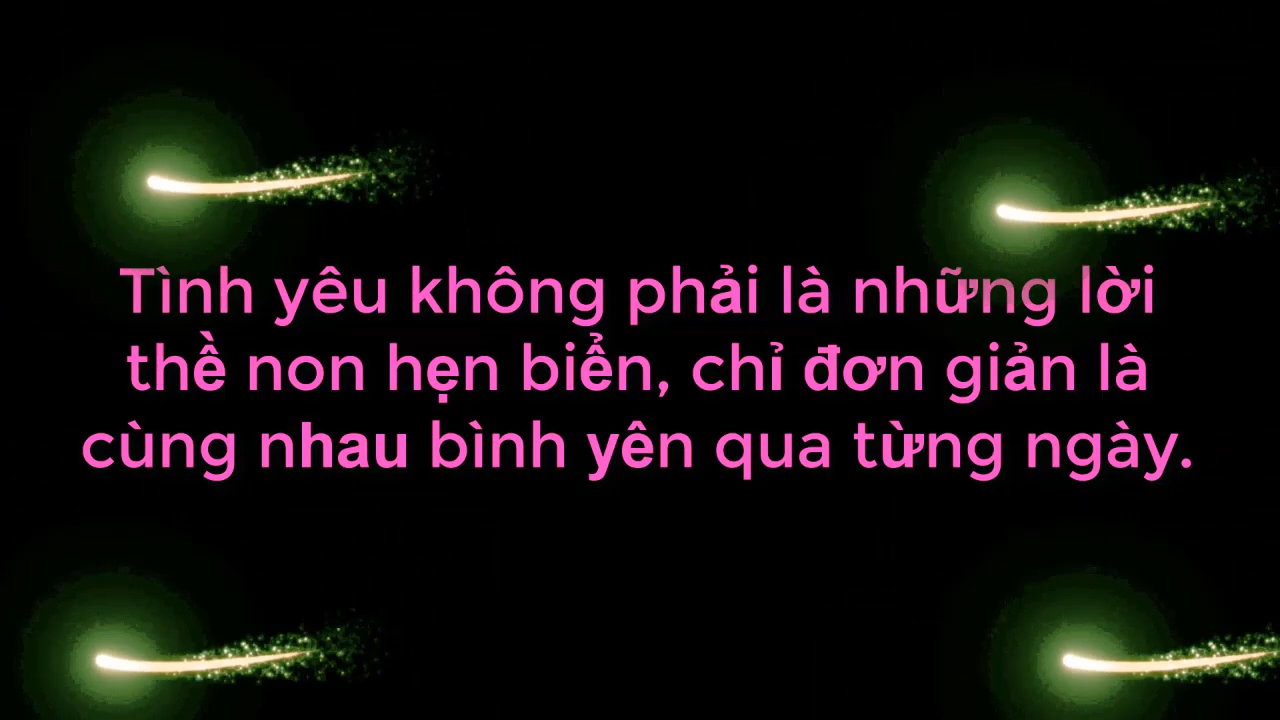 Tình yêu không phải là những lời
thề non hẹn biển, chỉ đơn giản là
cùng nhau bình yên qua từng ngày.